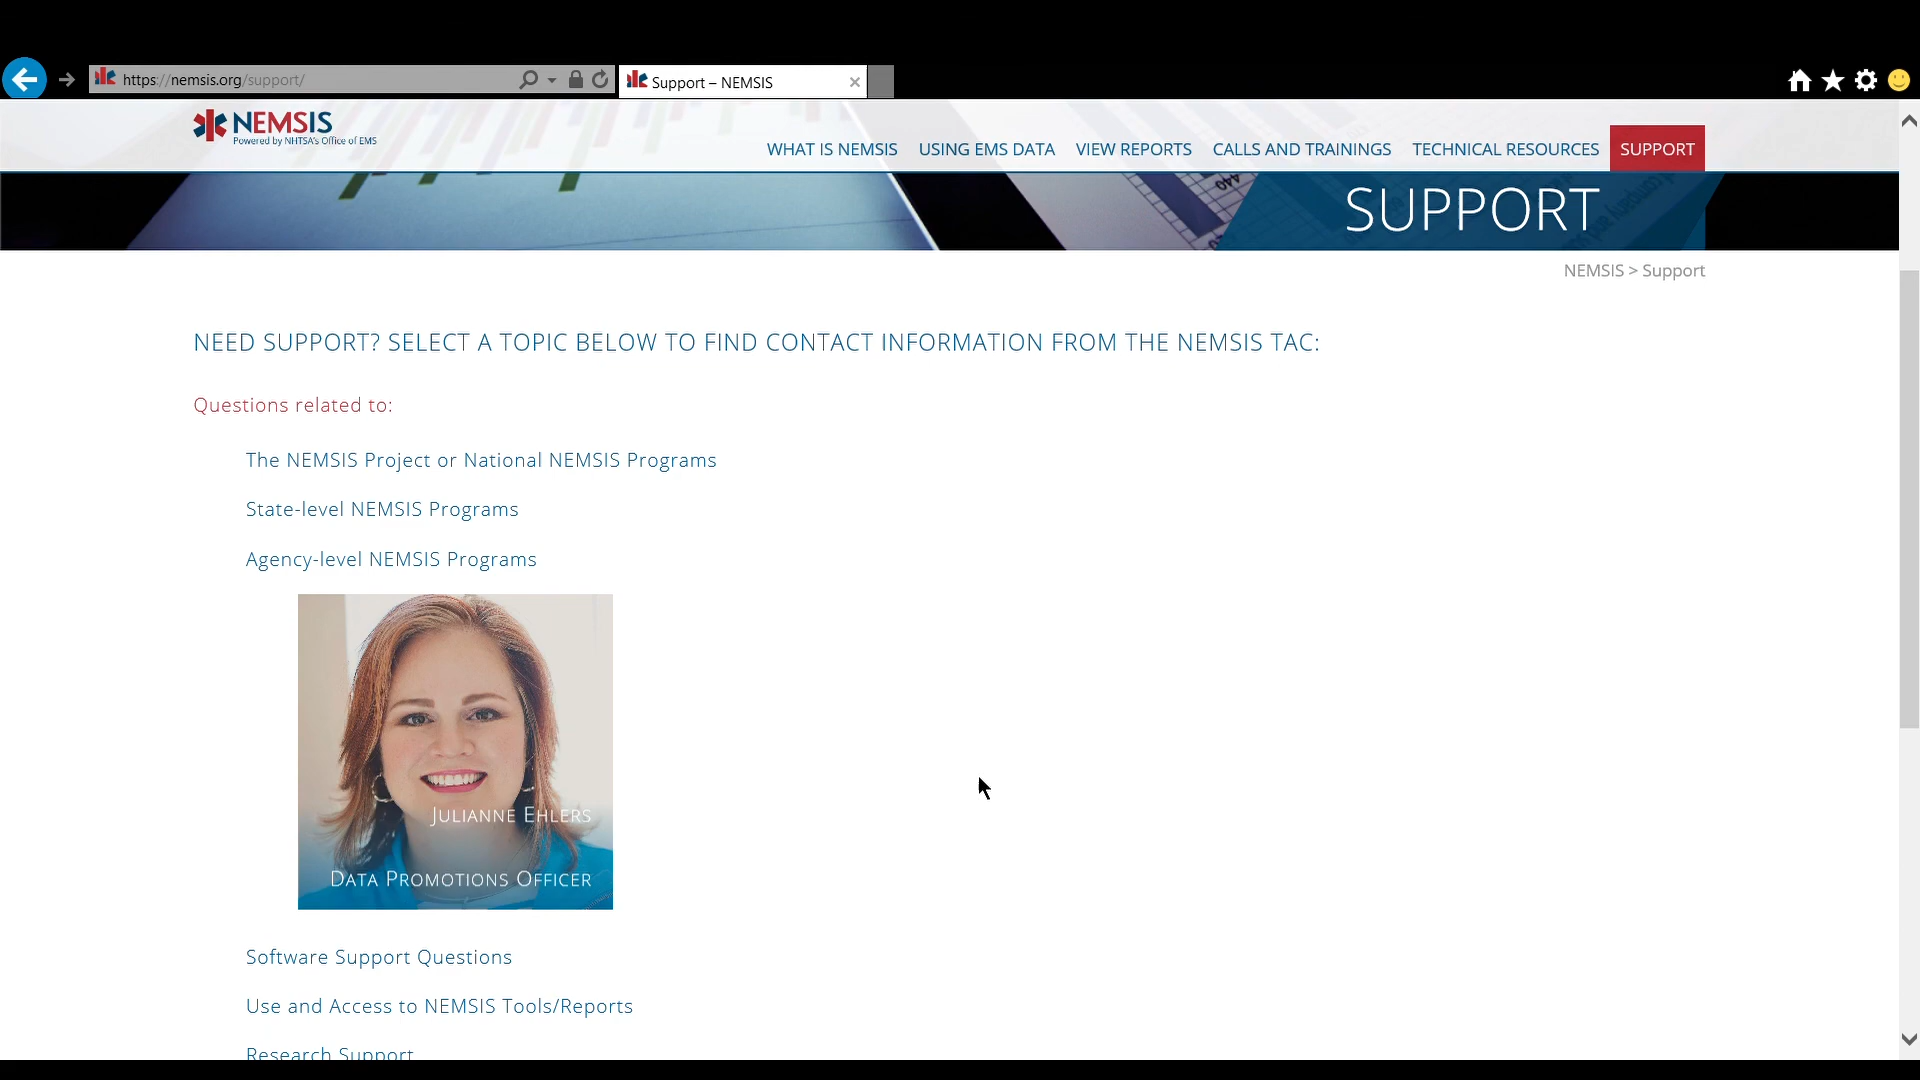 https://nemsis.org/support/
Support – NEMSIS
NEMSIS
Powered by NHTSA's Office of EMS
WHAT IS NEMSIS
USING EMS DATA
VIEW REPORTS
CALLS AND TRAININGS
TECHNICAL RESOURCES
SUPPORT
440
SUPPORT
NEMSIS > Support
NEED SUPPORT? SELECT A TOPIC BELOW TO FIND CONTACT INFORMATION FROM THE NEMSIS TAC:
Questions related to:
The NEMSIS Project or National NEMSIS Programs
State-level NEMSIS Programs
Agency-level NEMSIS Programs
Julianne Ehlers
Data Promotions Officer
Software Support Questions
Use and Access to NEMSIS Tools/Reports
Research Support